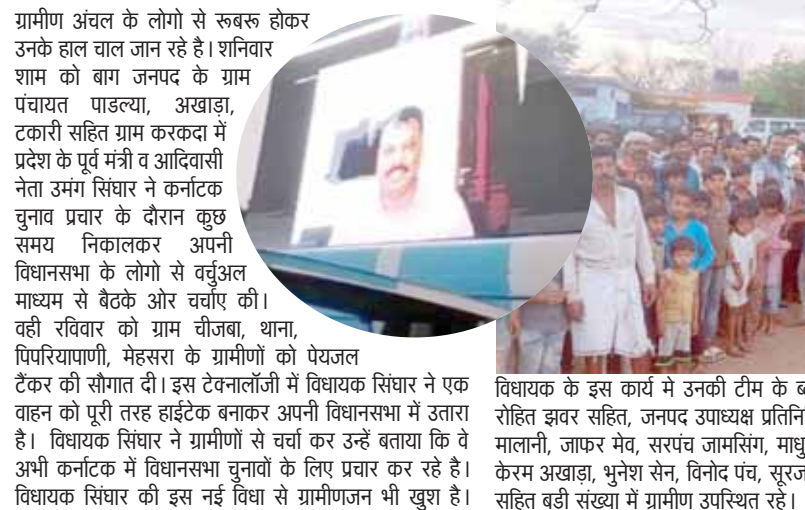 ग्रामीण अंचल के लोगो से रूबरू होकर
उनके हाल चाल जान रहे है। शनिवार
शाम को बाग जनपद के ग्राम
पंचायत पाडल्या, अखाड़ा,
टकारी सहित ग्राम करकदा में
प्रदेश के पूर्व मंत्री व आदिवासी
नेता उमंग सिंघार ने कर्नाटक
चुनाव प्रचार के दौरान कुछ
समय निकालकर अपनी
विधानसभा के लोगो से वर्चुअल
माध्यम से बैठके ओर चर्चाए की।
वही रविवार को ग्राम चीजबा, थाना,
पिपरियापाणी, मेहसरा के ग्रामीणों को पेयजल
टैंकर की सौगात दी। इस टेक्नालॉजी में विधायक सिंघार ने एक
वाहन को पूरी तरह हाईटेक बनाकर अपनी विधानसभा में उतारा
है। विधायक सिंघार ने ग्रामीणों से चर्चा कर उन्हें बताया कि वे
अभी कर्नाटक में विधानसभा चुनावों के लिए प्रचार कर रहे है।
विधायक सिंघार की इस नई विधा से ग्रामीणजन भी खुश है।
विधायक के इस कार्य मे उनकी टीम के
रोहित झवर सहित, जनपद उपाध्यक्ष
मालानी, जाफर मेव, सरपंच जामसिंग,
केरम अखाड़ा, भुनेश सेन, विनोद पंच,
सहित बडी संख्या में ग्रामीण उपस्थित रहे।